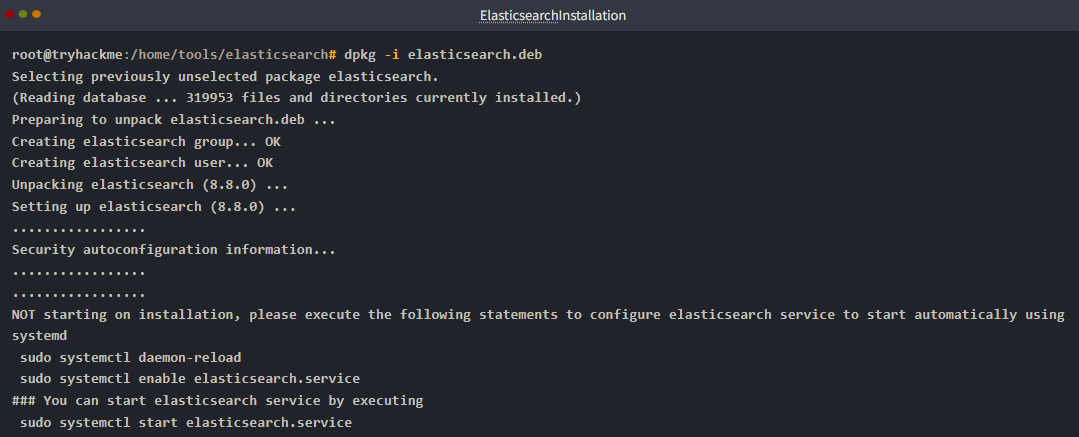 ElasticsearchInstallation
root@tryhackme:/home/tools/elasticsearch# dpkg -i elasticsearch.deb
Selecting previously unselected package elasticsearch.
(Reading database ... 319953 files and directories currently installed.)
Preparing to unpack elasticsearch.deb ...
Creating elasticsearch group... OK
Creating elasticsearch user... OK
Unpacking elasticsearch (8.8.0) ...
Setting up elasticsearch (8.8.0) ...
.................
Security autoconfiguration information...
.................
.................
NOT starting on installation, please execute the following statements to configure elasticsearch service to start automatically using
systemd
 sudo systemctl daemon-reload
 sudo systemctl enable elasticsearch.service
### You can start elasticsearch service by executing
 sudo systemctl start elasticsearch.service